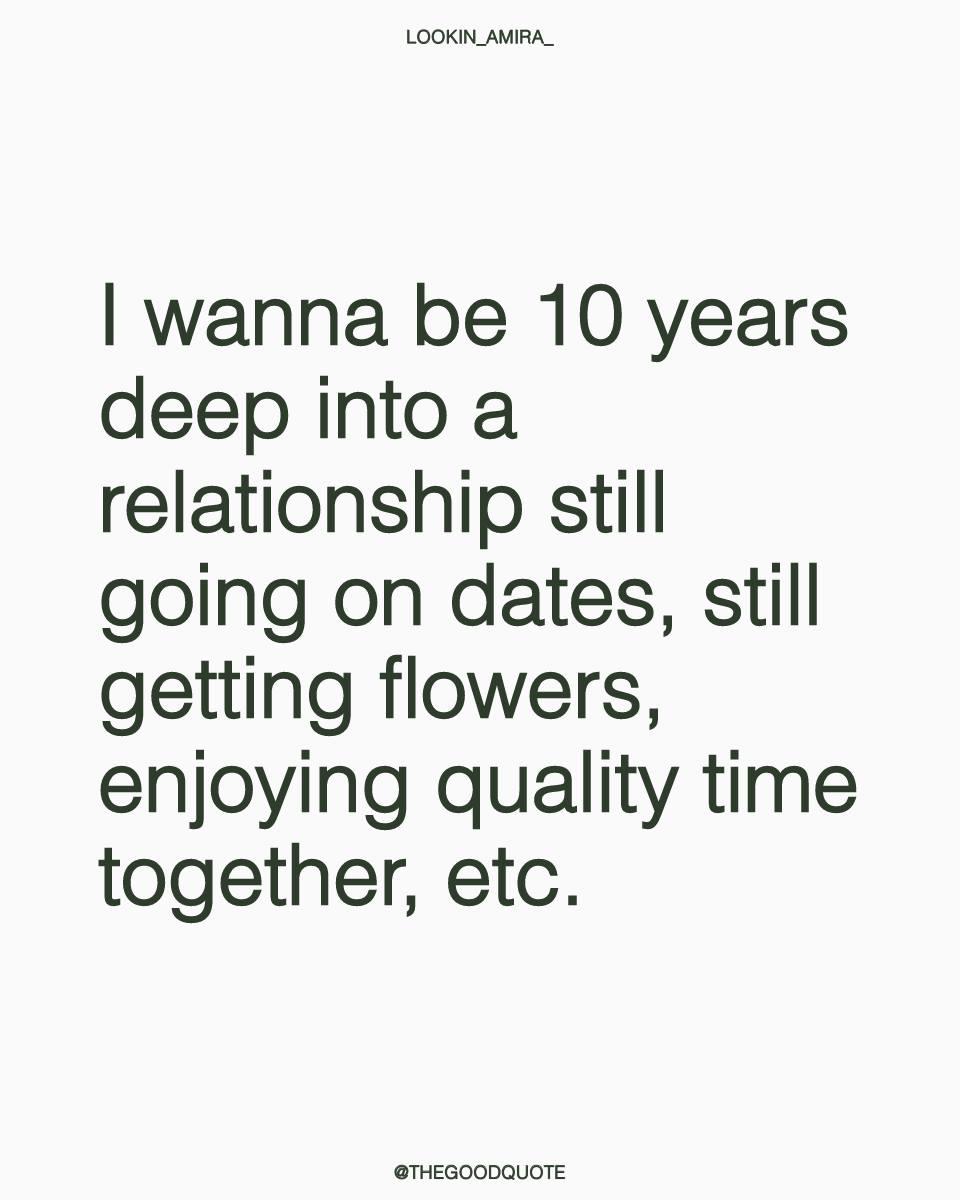 LOOKIN_AMIRA_
I wanna be 10 years
deep into a
relationship still
going on dates, still
getting flowers,
enjoying quality time
together, etc.
@THEGOODQUOTE